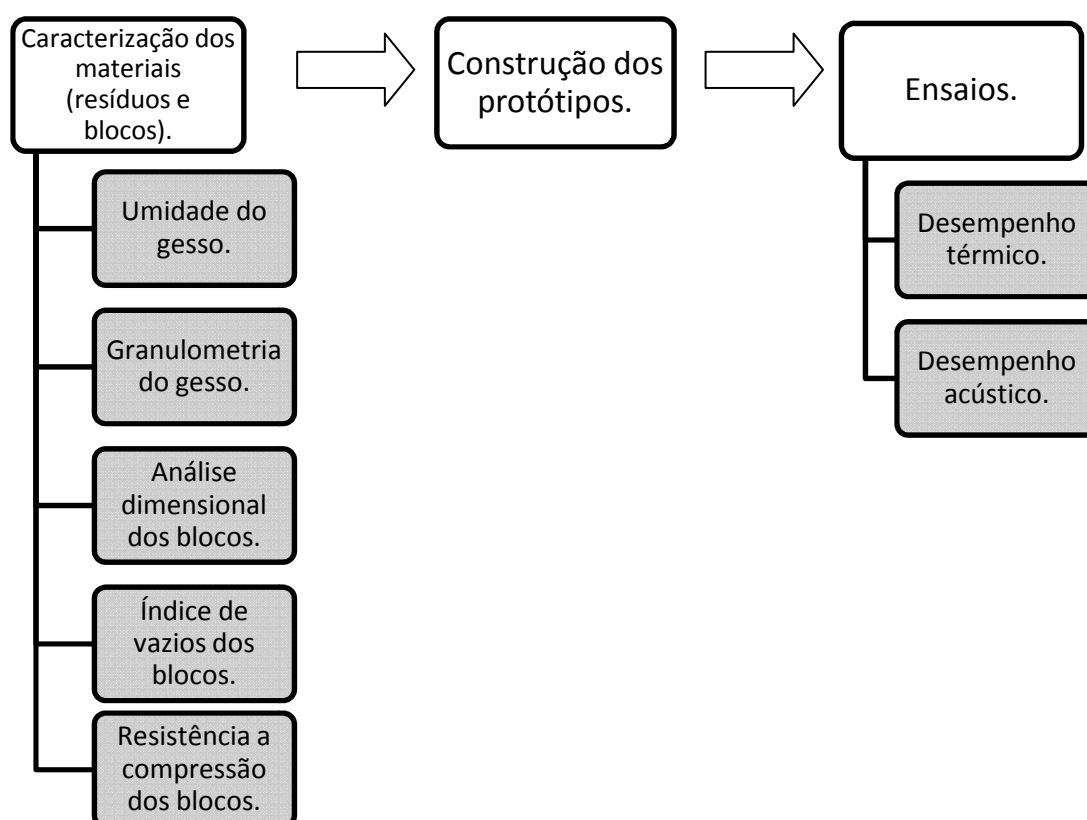 Caracterização dos
materiais
(resíduos e
blocos).
Umidade do
gesso.
Granulometria
do gesso.
Análise
dimensional
dos blocos.
Índice de
vazios dos
blocos.
Resistência a
compressão
dos blocos.
Construção dos
protótipos.
Ensaios.
Desempenho
térmico.
Desempenho
acústico.